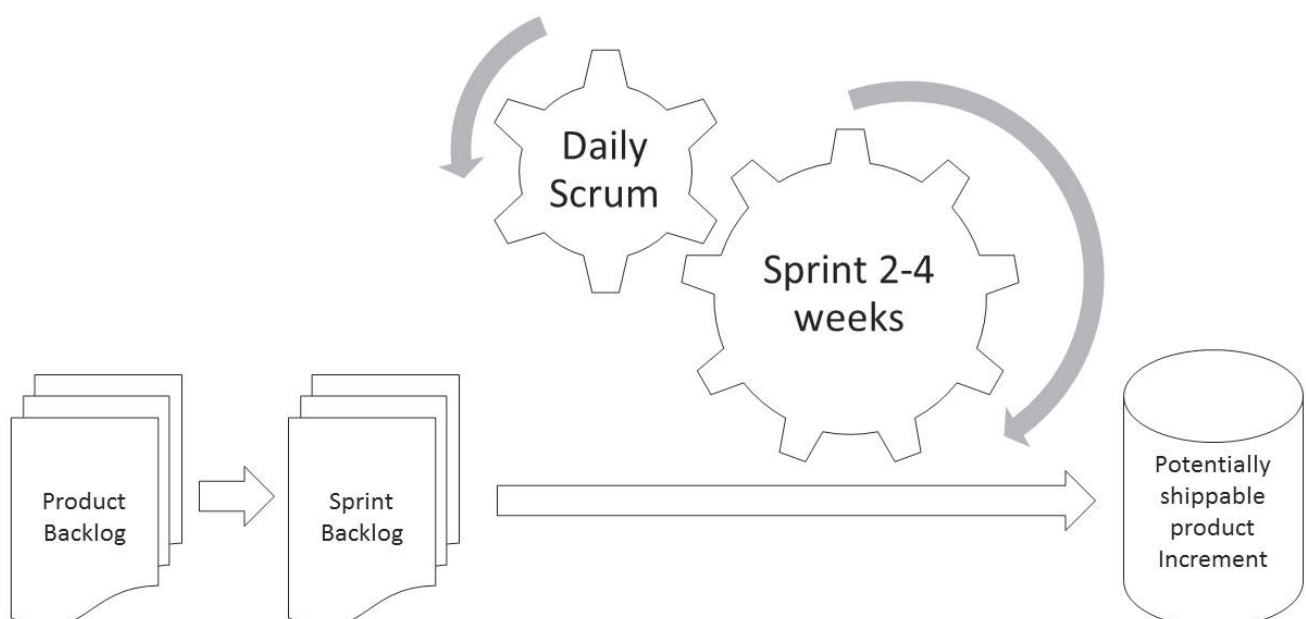 Daily
Scrum
Sprint 2-4
weeks
Product
Backlog
Sprint
Backlog
Potentially
shippable
product
Increment